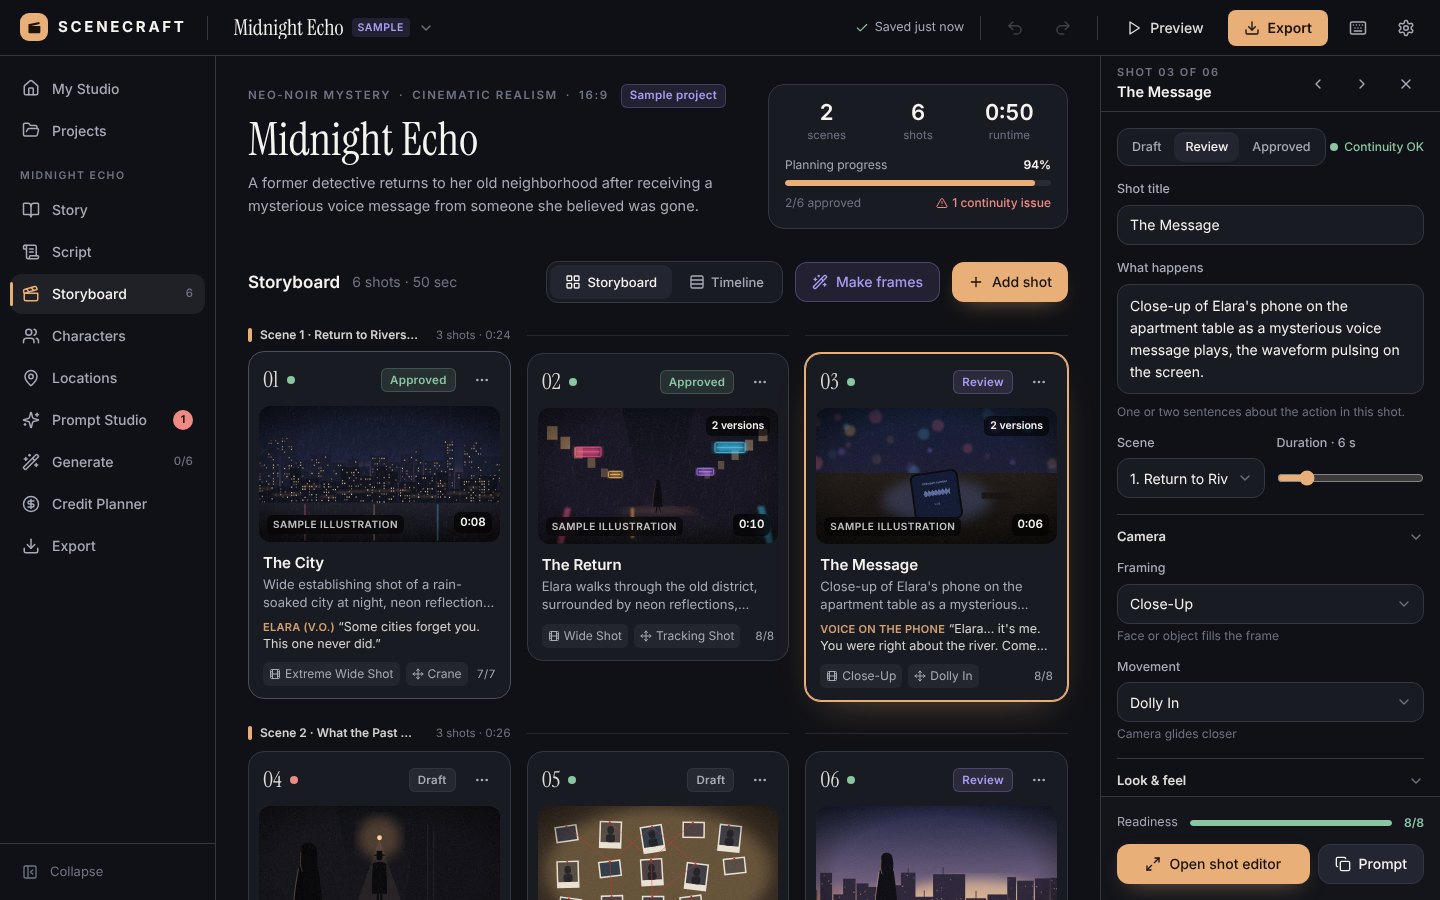 SCENECRAFT
Midnight Echo SAMPLE
Saved just now
Preview
Export
My Studio
Projects
MIDNIGHT ECHO
Story
Script
Storyboard 6
Characters
Locations
Prompt Studio 1
Generate 0/6
Credit Planner
Export
Collapse
NEO-NOIR MYSTERY · CINEMATIC REALISM · 16:9 Sample project
Midnight Echo
A former detective returns to her old neighborhood after receiving a
mysterious voice message from someone she believed was gone.
2 6 0:50
scenes shots runtime
Planning progress 94%
2/6 approved 1 continuity issue
Storyboard 6 shots · 50 sec
Storyboard Timeline
Make frames
Add shot
Scene 1 · Return to Rivers... 3 shots · 0:24
01 Approved
SAMPLE ILLUSTRATION 0:08
The City
Wide establishing shot of a rain-
soaked city at night, neon reflection...
ELARA (V.O.) “Some cities forget you.
This one never did.”
Extreme Wide Shot Crane 7/7
02 Approved
2 versions
SAMPLE ILLUSTRATION 0:10
The Return
Elara walks through the old district,
surrounded by neon reflections,...
Wide Shot Tracking Shot 8/8
03 Review
2 versions
SAMPLE ILLUSTRATION 0:06
The Message
Close-up of Elara's phone on the
apartment table as a mysterious...
VOICE ON THE PHONE “Elara... it's me.
You were right about the river. Come...
Close-Up Dolly In 8/8
Scene 2 · What the Past ... 3 shots · 0:26
04 Draft
05 Draft
06 Review
SHOT 03 OF 06
The Message
Draft Review Approved Continuity OK
Shot title
The Message
What happens
Close-up of Elara's phone on the
apartment table as a mysterious voice
message plays, the waveform pulsing on
the screen.
One or two sentences about the action in this shot.
Scene Duration · 6 s
1. Return to Riv
Camera
Framing
Close-Up
Face or object fills the frame
Movement
Dolly In
Camera glides closer
Look & feel
Readiness 8/8
Open shot editor
Prompt